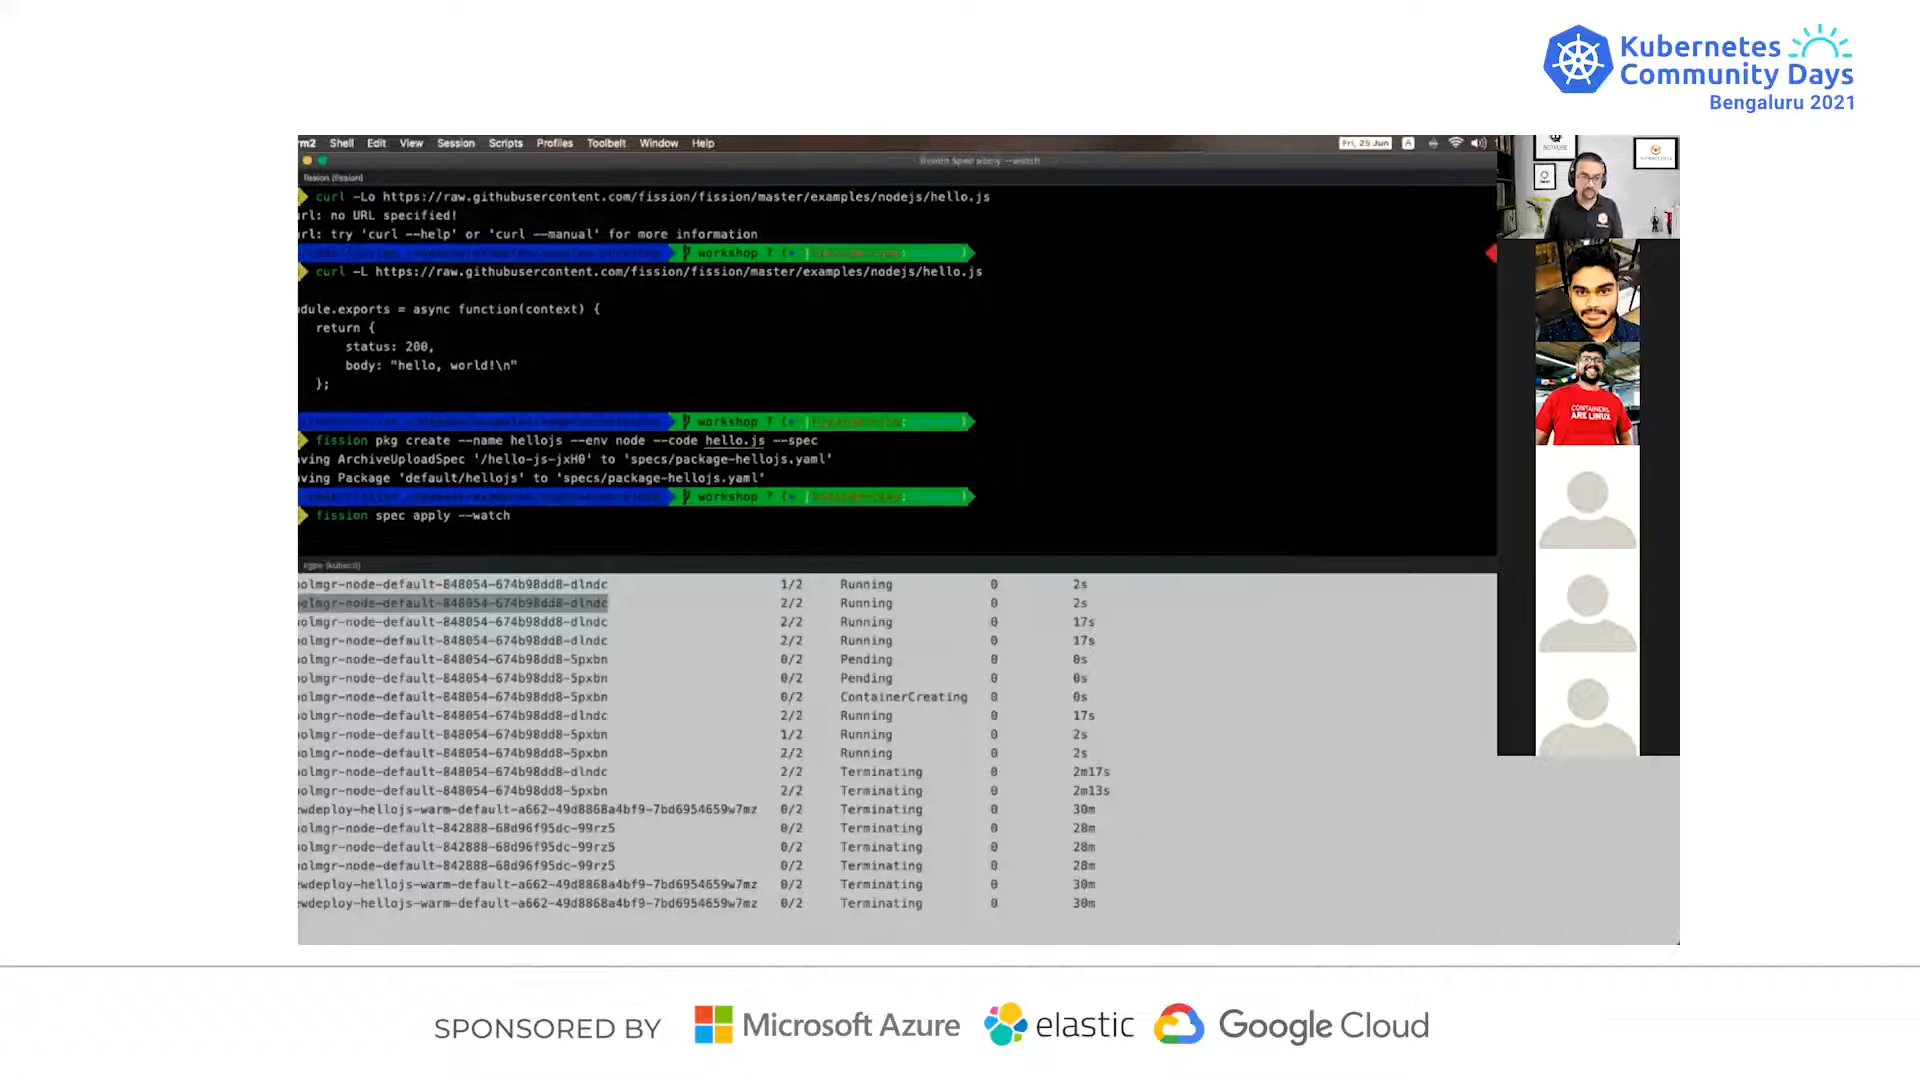 Kubernetes
Community Days
Bengaluru 2021
m2 Shell Edit View Session Scripts Profiles Toolbelt Window Help
Fri, 25 Jun A
fission spec apply --watch
fission (fission)
curl -Lo https://raw.githubusercontent.com/fission/fission/master/examples/nodejs/hello.js
rl: no URL specified!
rl: try 'curl --help' or 'curl --manual' for more information
workshop ?
curl -L https://raw.githubusercontent.com/fission/fission/master/examples/nodejs/hello.js
dule.exports = async function(context) {
return {
status: 200,
body: "hello, world!\n"
};
workshop ?
fission pkg create --name hellojs --env node --code hello.js --spec
ving ArchiveUploadSpec '/hello-js-jxH0' to 'specs/package-hellojs.yaml'
ving Package 'default/hellojs' to 'specs/package-hellojs.yaml'
workshop ?
fission spec apply --watch
kgpw (kubectl)
olmgr-node-default-848054-674b98dd8-dlndc 1/2 Running 0 2s
olmgr-node-default-848054-674b98dd8-dlndc 2/2 Running 0 2s
olmgr-node-default-848054-674b98dd8-dlndc 2/2 Running 0 17s
olmgr-node-default-848054-674b98dd8-dlndc 2/2 Running 0 17s
olmgr-node-default-848054-674b98dd8-5pxbn 0/2 Pending 0 0s
olmgr-node-default-848054-674b98dd8-5pxbn 0/2 Pending 0 0s
olmgr-node-default-848054-674b98dd8-5pxbn 0/2 ContainerCreating 0 0s
olmgr-node-default-848054-674b98dd8-dlndc 2/2 Running 0 17s
olmgr-node-default-848054-674b98dd8-5pxbn 1/2 Running 0 2s
olmgr-node-default-848054-674b98dd8-5pxbn 2/2 Running 0 2s
olmgr-node-default-848054-674b98dd8-dlndc 2/2 Terminating 0 2m17s
olmgr-node-default-848054-674b98dd8-5pxbn 2/2 Terminating 0 2m13s
wdeploy-hellojs-warm-default-a662-49d8868a4bf9-7bd6954659w7mz 0/2 Terminating 0 30m
olmgr-node-default-842888-68d96f95dc-99rz5 0/2 Terminating 0 28m
olmgr-node-default-842888-68d96f95dc-99rz5 0/2 Terminating 0 28m
olmgr-node-default-842888-68d96f95dc-99rz5 0/2 Terminating 0 28m
wdeploy-hellojs-warm-default-a662-49d8868a4bf9-7bd6954659w7mz 0/2 Terminating 0 30m
wdeploy-hellojs-warm-default-a662-49d8868a4bf9-7bd6954659w7mz 0/2 Terminating 0 30m
CONTAINERS
ARE LINUX
SPONSORED BY Microsoft Azure elastic Google Cloud